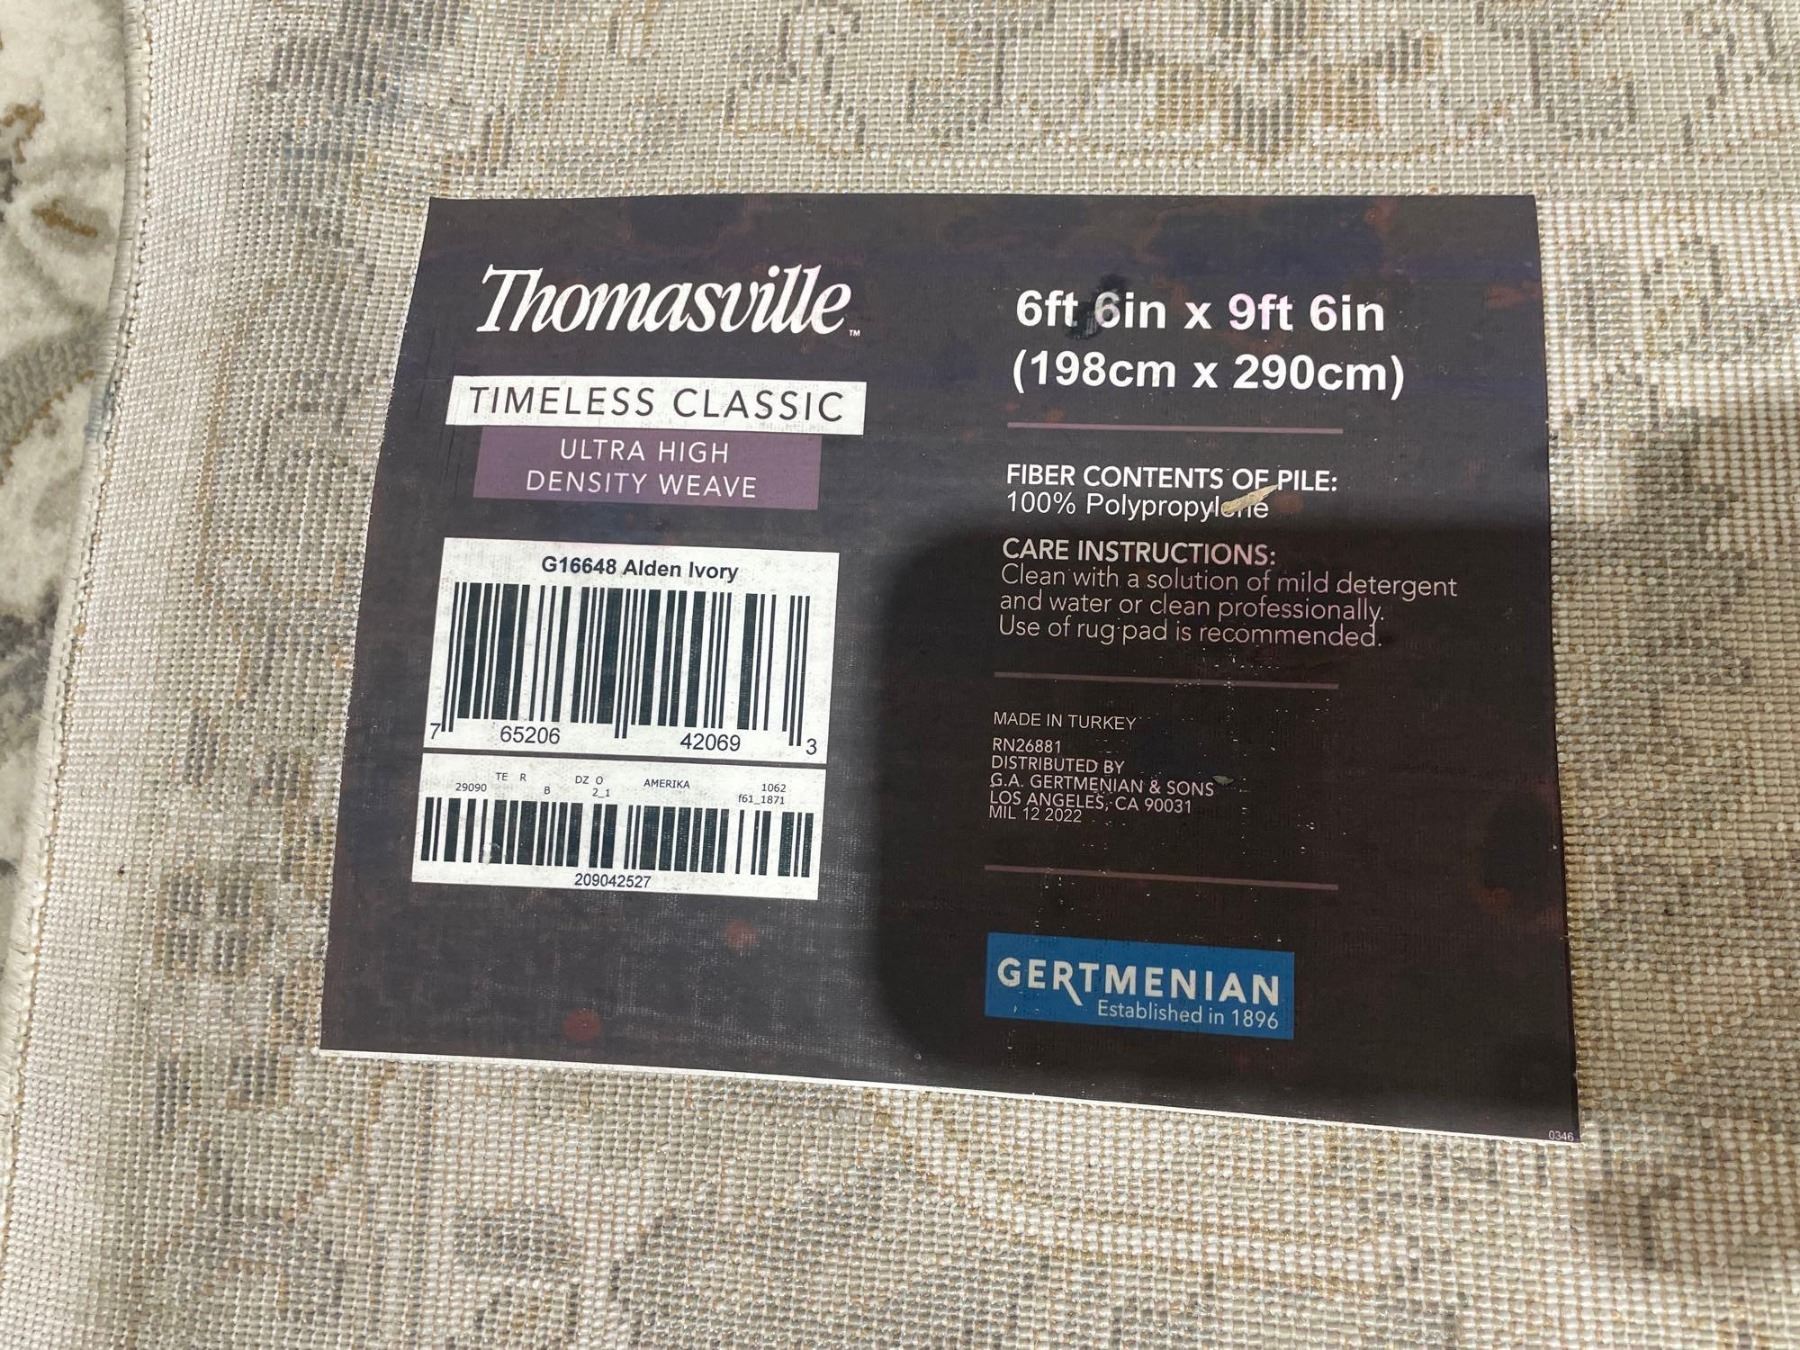 Thomasville™
TIMELESS CLASSIC
ULTRA HIGH
DENSITY WEAVE
G16648 Alden Ivory
7 65206 42069 3
TE R DZ O AMERIKA 1062
29090 B 2_1 f61_1871
209042527
6ft 6in x 9ft 6in
(198cm x 290cm)
FIBER CONTENTS OF PILE:
100% Polypropylene
CARE INSTRUCTIONS:
Clean with a solution of mild detergent
and water or clean professionally.
Use of rug pad is recommended.
MADE IN TURKEY
RN26881
DISTRIBUTED BY
G.A. GERTMENIAN & SONS
LOS ANGELES, CA 90031
MIL 12 2022
GERTMENIAN
Established in 1896
0346